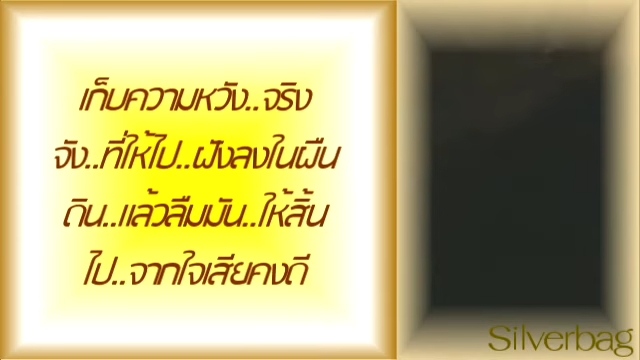 เก็บความหวัง..จริง
จัง..ที่ให้ไป..ฝังลงในผืน
ดิน..แล้วลืมมัน..ให้สิ้น
ไป..จากใจเสียคงดี
Silverbag